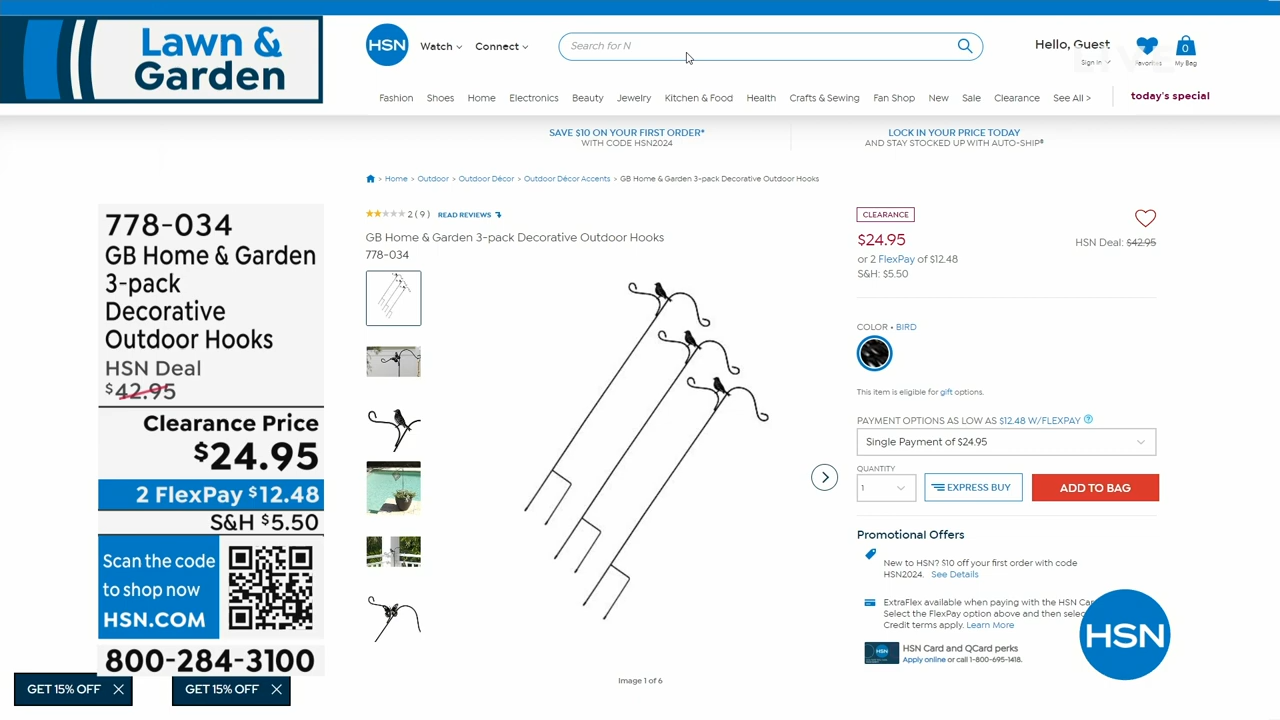 Lawn &
Garden
HSN
Watch
Connect
Search for N
Hello, Guest
Sign In
Favorites
0
My Bag
Fashion Shoes Home Electronics Beauty Jewelry Kitchen & Food Health Crafts & Sewing Fan Shop New Sale Clearance See All > today's special
SAVE $10 ON YOUR FIRST ORDER*
WITH CODE HSN2024
LOCK IN YOUR PRICE TODAY
AND STAY STOCKED UP WITH AUTO-SHIP®
> Home > Outdoor > Outdoor Décor > Outdoor Décor Accents > GB Home & Garden 3-pack Decorative Outdoor Hooks
778-034
GB Home & Garden
3-pack
Decorative
Outdoor Hooks
HSN Deal
$42.95
Clearance Price
$24.95
2 FlexPay $12.48
S&H $5.50
Scan the code
to shop now
HSN.COM
800-284-3100
GET 15% OFF
GET 15% OFF
2 ( 9 ) READ REVIEWS
GB Home & Garden 3-pack Decorative Outdoor Hooks
778-034
Image 1 of 6
CLEARANCE
$24.95
HSN Deal: $42.95
or 2 FlexPay of $12.48
S&H: $5.50
COLOR • BIRD
This item is eligible for gift options.
PAYMENT OPTIONS AS LOW AS $12.48 W/FLEXPAY ?
Single Payment of $24.95
QUANTITY
1
EXPRESS BUY
ADD TO BAG
Promotional Offers
New to HSN? $10 off your first order with code
HSN2024. See Details
ExtraFlex available when paying with the HSN Car
Select the FlexPay option above and then selec
Credit terms apply. Learn More
HSN
HSN Card and QCard perks
Apply online or call 1-800-695-1418.
HSN